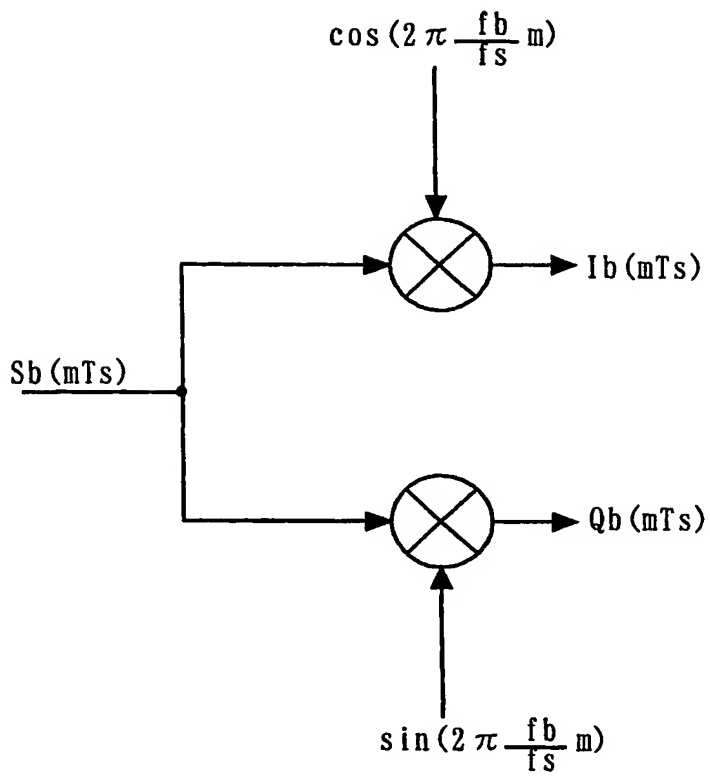 cos(2π fb/fs m)
Ib(mTs)
Sb(mTs)
Qb(mTs)
sin(2π fb/fs m)